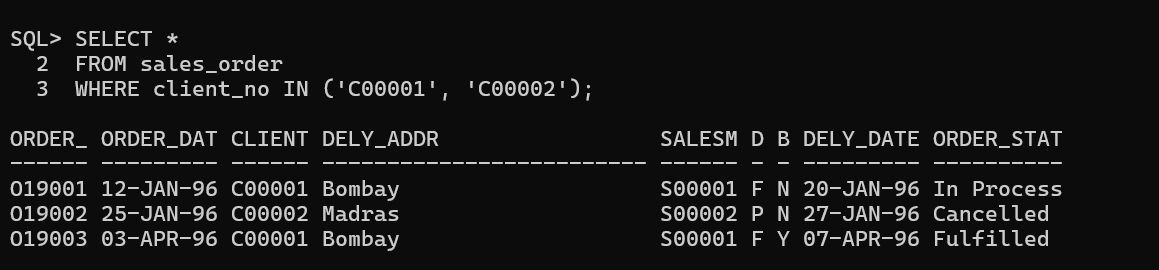 SQL> SELECT *
  2  FROM sales_order
  3  WHERE client_no IN ('C00001', 'C00002');
ORDER_ ORDER_DAT CLIENT DELY_ADDR                 SALESM D B DELY_DATE ORDER_STAT
------ --------- ------ ------------------------- ------ - - --------- ----------
O19001 12-JAN-96 C00001 Bombay                    S00001 F N 20-JAN-96 In Process
O19002 25-JAN-96 C00002 Madras                    S00002 P N 27-JAN-96 Cancelled
O19003 03-APR-96 C00001 Bombay                    S00001 F Y 07-APR-96 Fulfilled